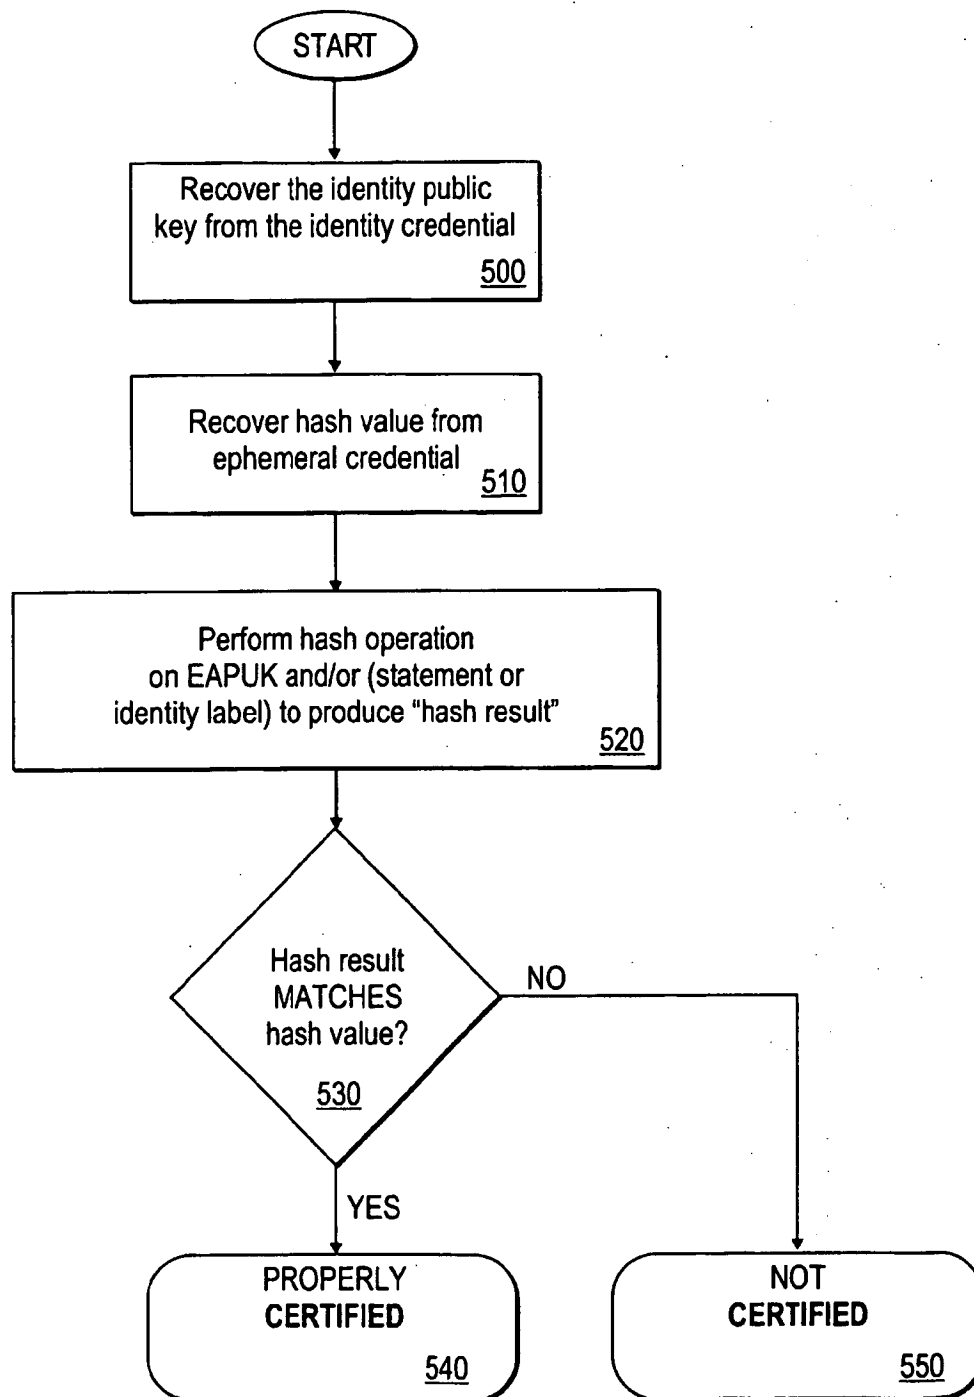 START
Recover the identity public
key from the identity credential
500
Recover hash value from
ephemeral credential
510
Perform hash operation
on EAPUK and/or (statement or
identity label) to produce “hash result”
520
Hash result
MATCHES
hash value?
530
NO
YES
PROPERLY
CERTIFIED
540
NOT
CERTIFIED
550